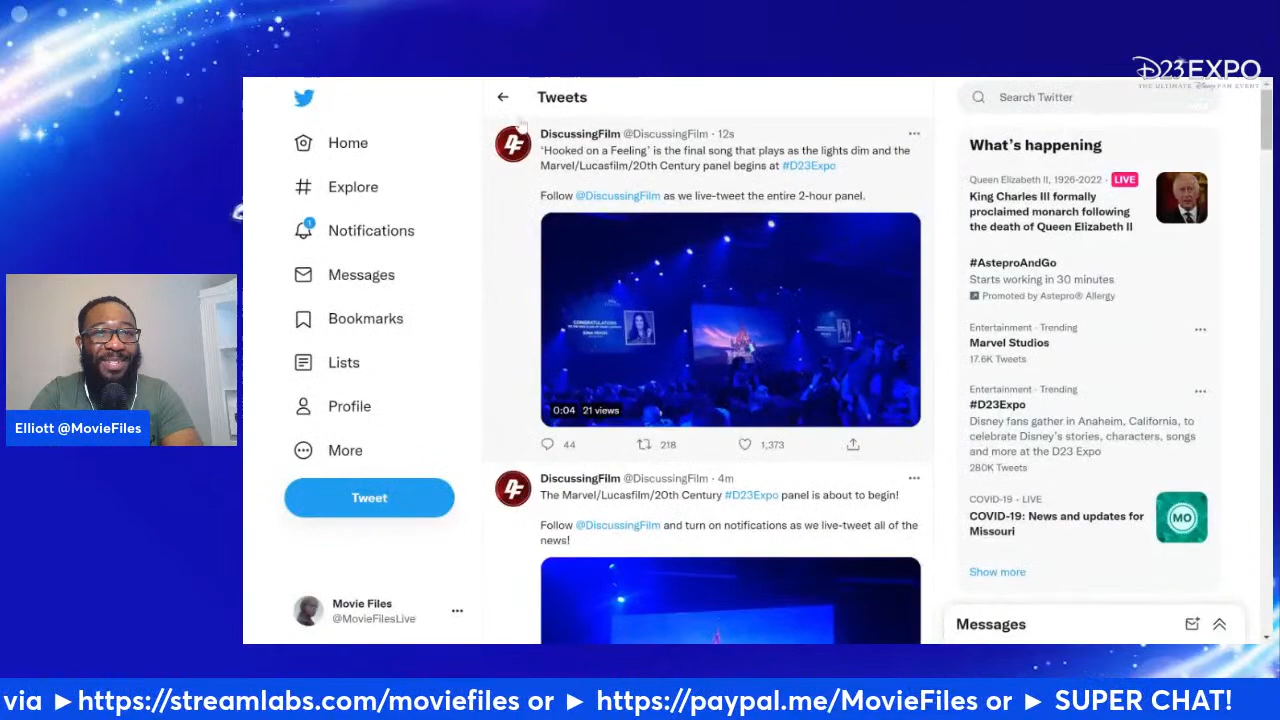 D23EXPO
THE ULTIMATE Disney FAN EVENT
Home
Explore
1
Notifications
Messages
Bookmarks
Lists
Profile
More
Tweet
Movie Files
@MovieFilesLive
Tweets
DiscussingFilm @DiscussingFilm · 12s
‘Hooked on a Feeling’ is the final song that plays as the lights dim and the
Marvel/Lucasfilm/20th Century panel begins at #D23Expo
Follow @DiscussingFilm as we live-tweet the entire 2-hour panel.
CONGRATULATIONS
0:04 21 views
44 218 1,373
DiscussingFilm @DiscussingFilm · 4m
The Marvel/Lucasfilm/20th Century #D23Expo panel is about to begin!
Follow @DiscussingFilm and turn on notifications as we live-tweet all of the
news!
Search Twitter
What’s happening
Queen Elizabeth II, 1926-2022 · LIVE
King Charles III formally
proclaimed monarch following
the death of Queen Elizabeth II
#AsteproAndGo
Starts working in 30 minutes
Promoted by Astepro® Allergy
Entertainment · Trending
Marvel Studios
17.6K Tweets
Entertainment · Trending
#D23Expo
Disney fans gather in Anaheim, California, to
celebrate Disney's stories, characters, songs
and more at the D23 Expo
280K Tweets
COVID-19 · LIVE
COVID-19: News and updates for
Missouri
MO
Show more
Messages
Elliott @MovieFiles
via ►https://streamlabs.com/moviefiles or ► https://paypal.me/MovieFiles or ► SUPER CHAT!